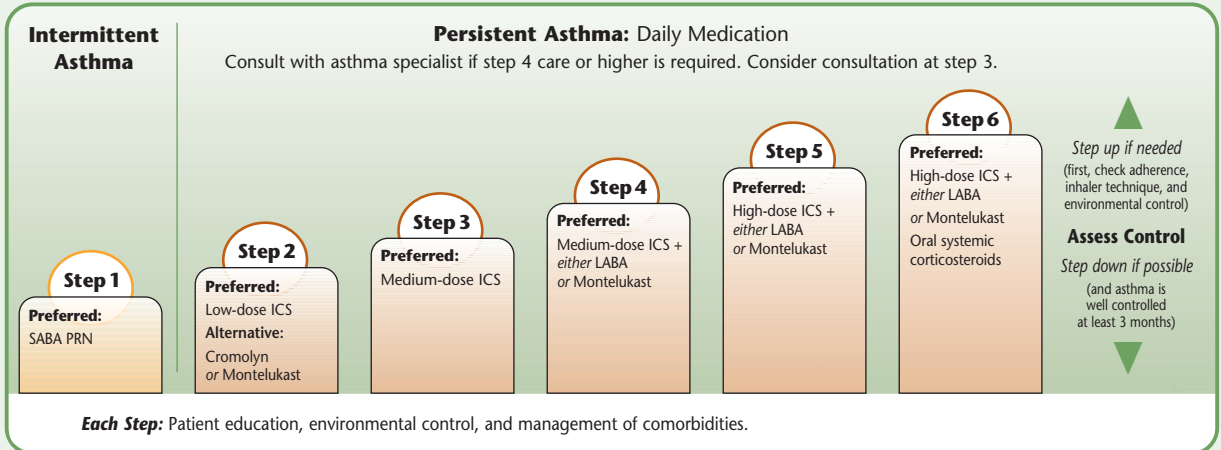 Intermittent
Asthma
Persistent Asthma: Daily Medication
Consult with asthma specialist if step 4 care or higher is required. Consider consultation at step 3.
Step 1
Preferred:
SABA PRN
Step 2
Preferred:
Low-dose ICS
Alternative:
Cromolyn
or Montelukast
Step 3
Preferred:
Medium-dose ICS
Step 4
Preferred:
Medium-dose ICS +
either LABA
or Montelukast
Step 5
Preferred:
High-dose ICS +
either LABA
or Montelukast
Step 6
Preferred:
High-dose ICS +
either LABA
or Montelukast
Oral systemic
corticosteroids
Step up if needed
(first, check adherence,
inhaler technique, and
environmental control)
Assess Control
Step down if possible
(and asthma is
well controlled
at least 3 months)
Each Step: Patient education, environmental control, and management of comorbidities.